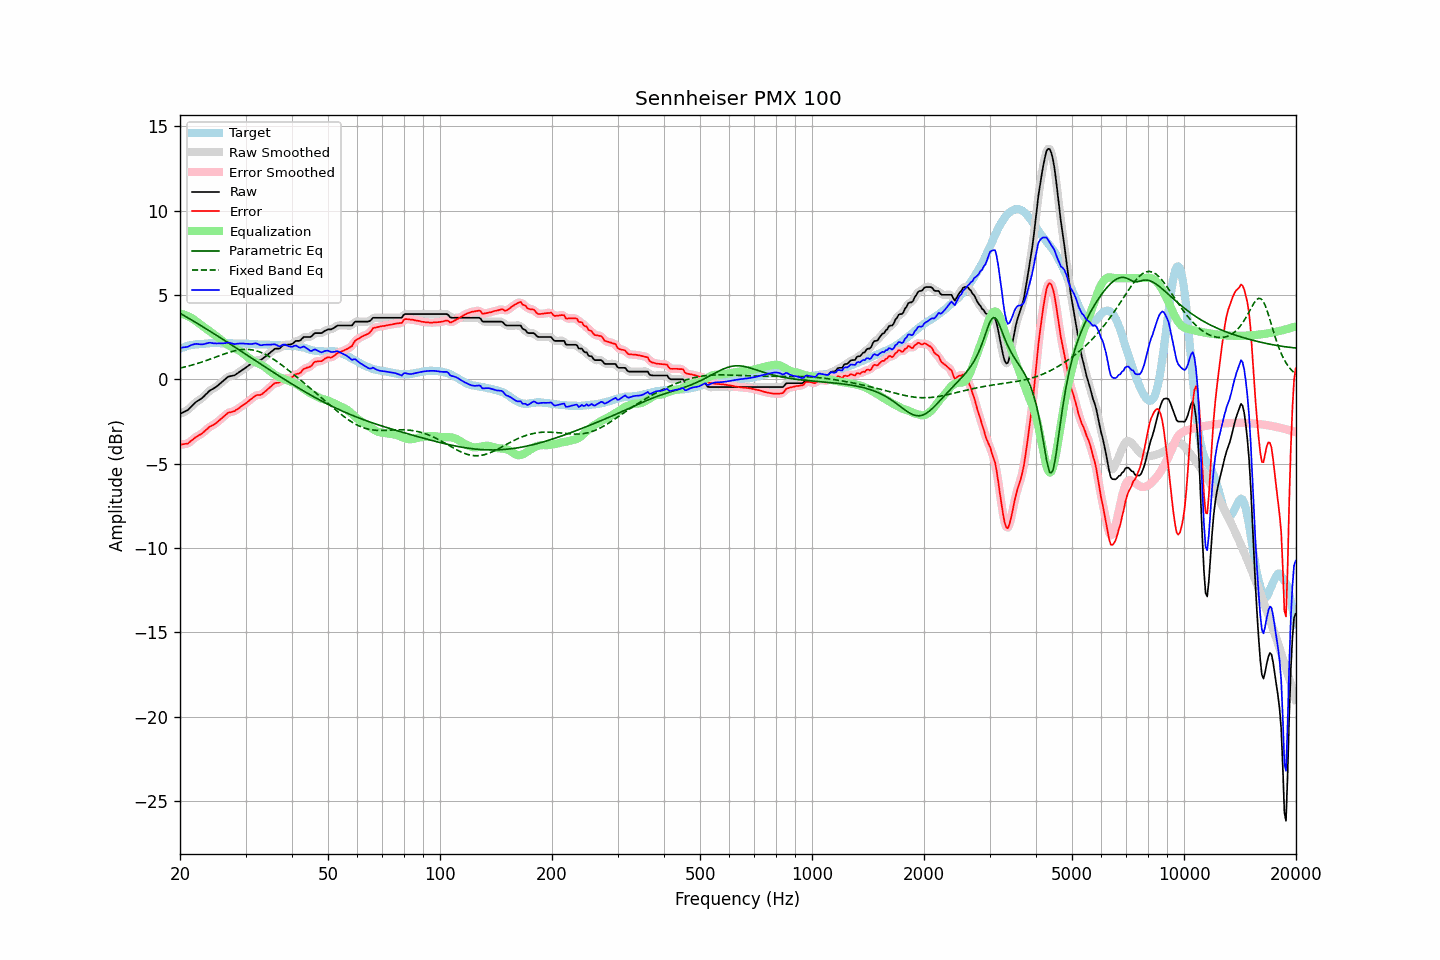 Sennheiser PMX 100
Target
Raw Smoothed
Error Smoothed
Raw
Error
Equalization
Parametric Eq
Fixed Band Eq
Equalized
15
10
5
0
−5
−10
−15
−20
−25
Amplitude (dBr)
20 50 100 200 500 1000 2000 5000 10000 20000
Frequency (Hz)